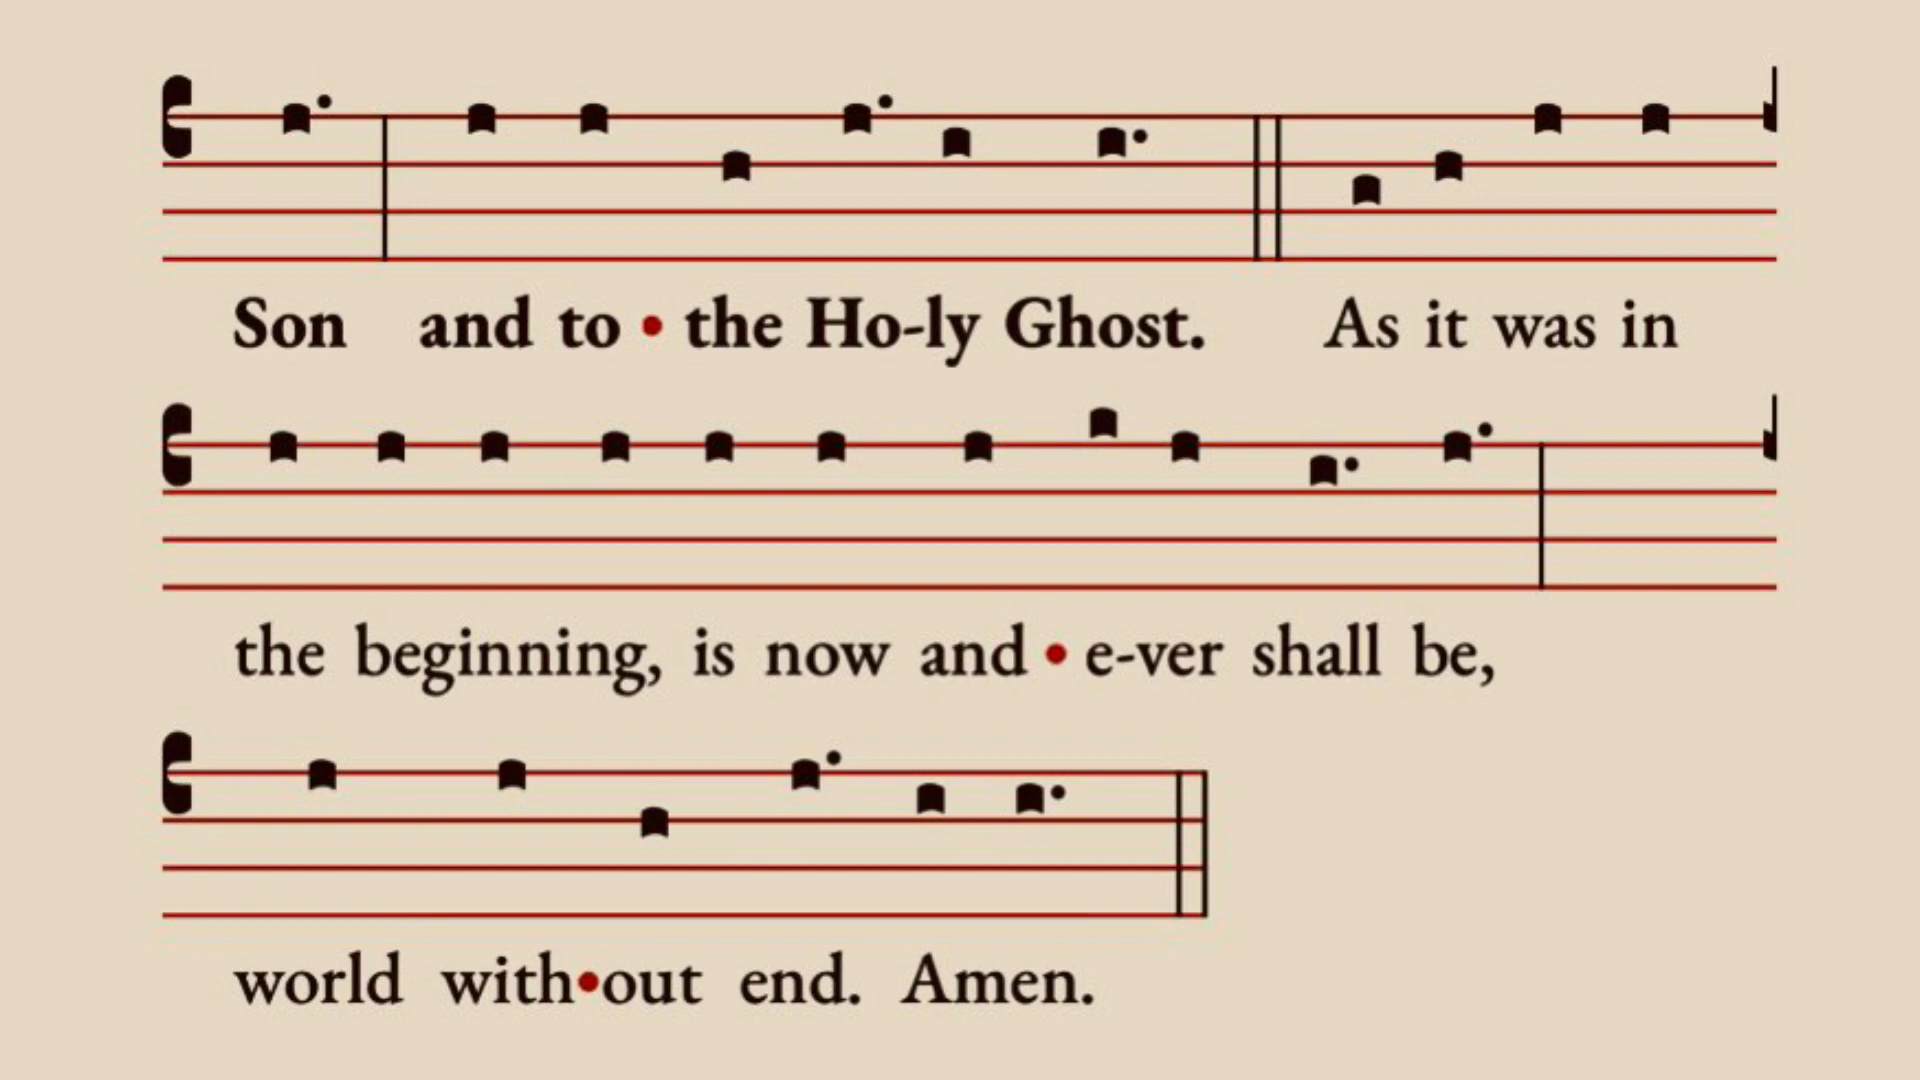 Son and to • the Ho-ly Ghost. As it was in
the beginning, is now and • e-ver shall be,
world with•out end. Amen.